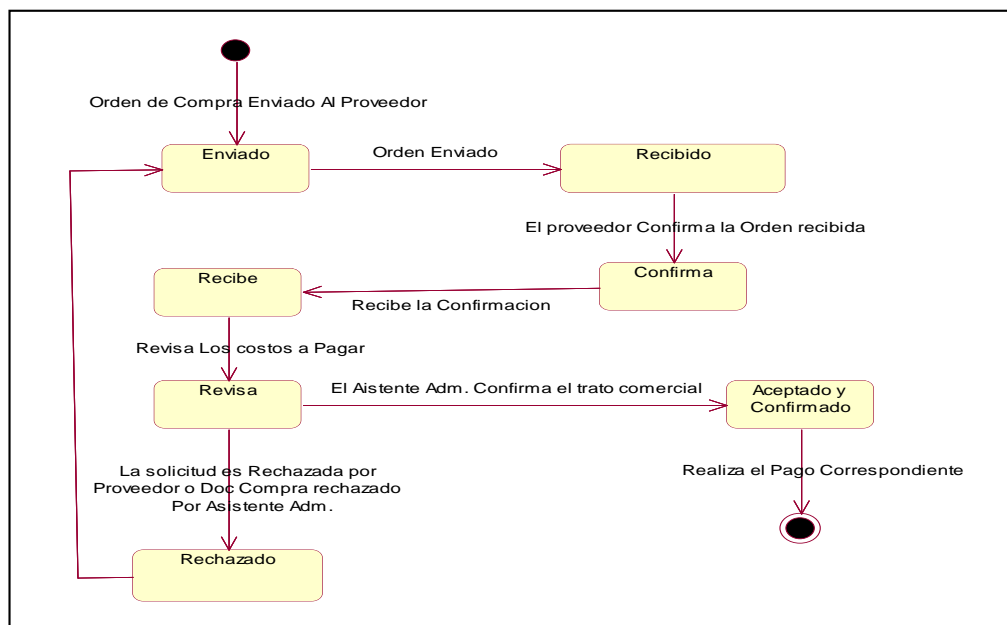 Orden de Compra Enviado Al Proveedor
Enviado
Orden Enviado
Recibido
El proveedor Confirma la Orden recibida
Confirma
Recibe la Confirmacion
Recibe
Revisa Los costos a Pagar
Revisa
El Aistente Adm. Confirma el trato comercial
Aceptado y
Confirmado
Realiza el Pago Correspondiente
La solicitud es Rechazada por
Proveedor o Doc Compra rechazado
Por Asistente Adm.
Rechazado